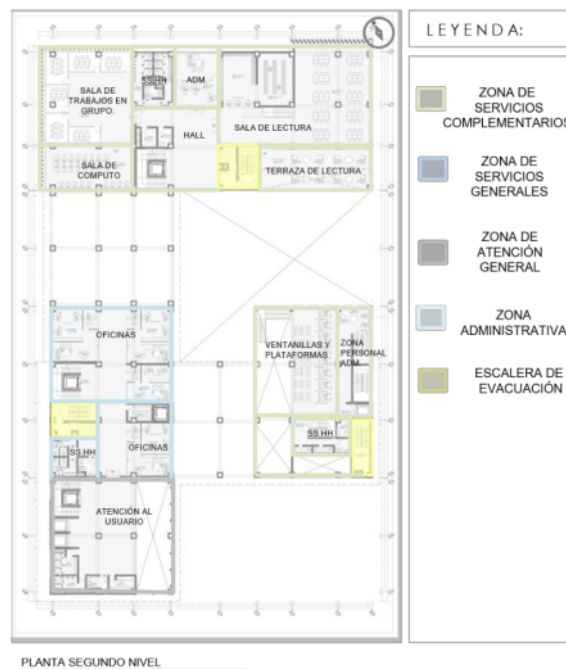 LEYENDA:
ZONA DE
SERVICIOS
COMPLEMENTARIOS
ZONA DE
SERVICIOS
GENERALES
ZONA DE
ATENCIÓN
GENERAL
ZONA
ADMINISTRATIVA
ESCALERA DE
EVACUACIÓN
SALA DE
TRABAJOS EN
GRUPO.
SS.HH
ADM
HALL
SALA DE LECTURA
SALA DE
COMPUTO
TERRAZA DE LECTURA
OFICINAS
VENTANILLAS Y
PLATAFORMAS
ZONA
PERSONAL
ADM.
SS.HH
OFICINAS
SS.HH
ATENCIÓN AL
USUARIO
PLANTA SEGUNDO NIVEL